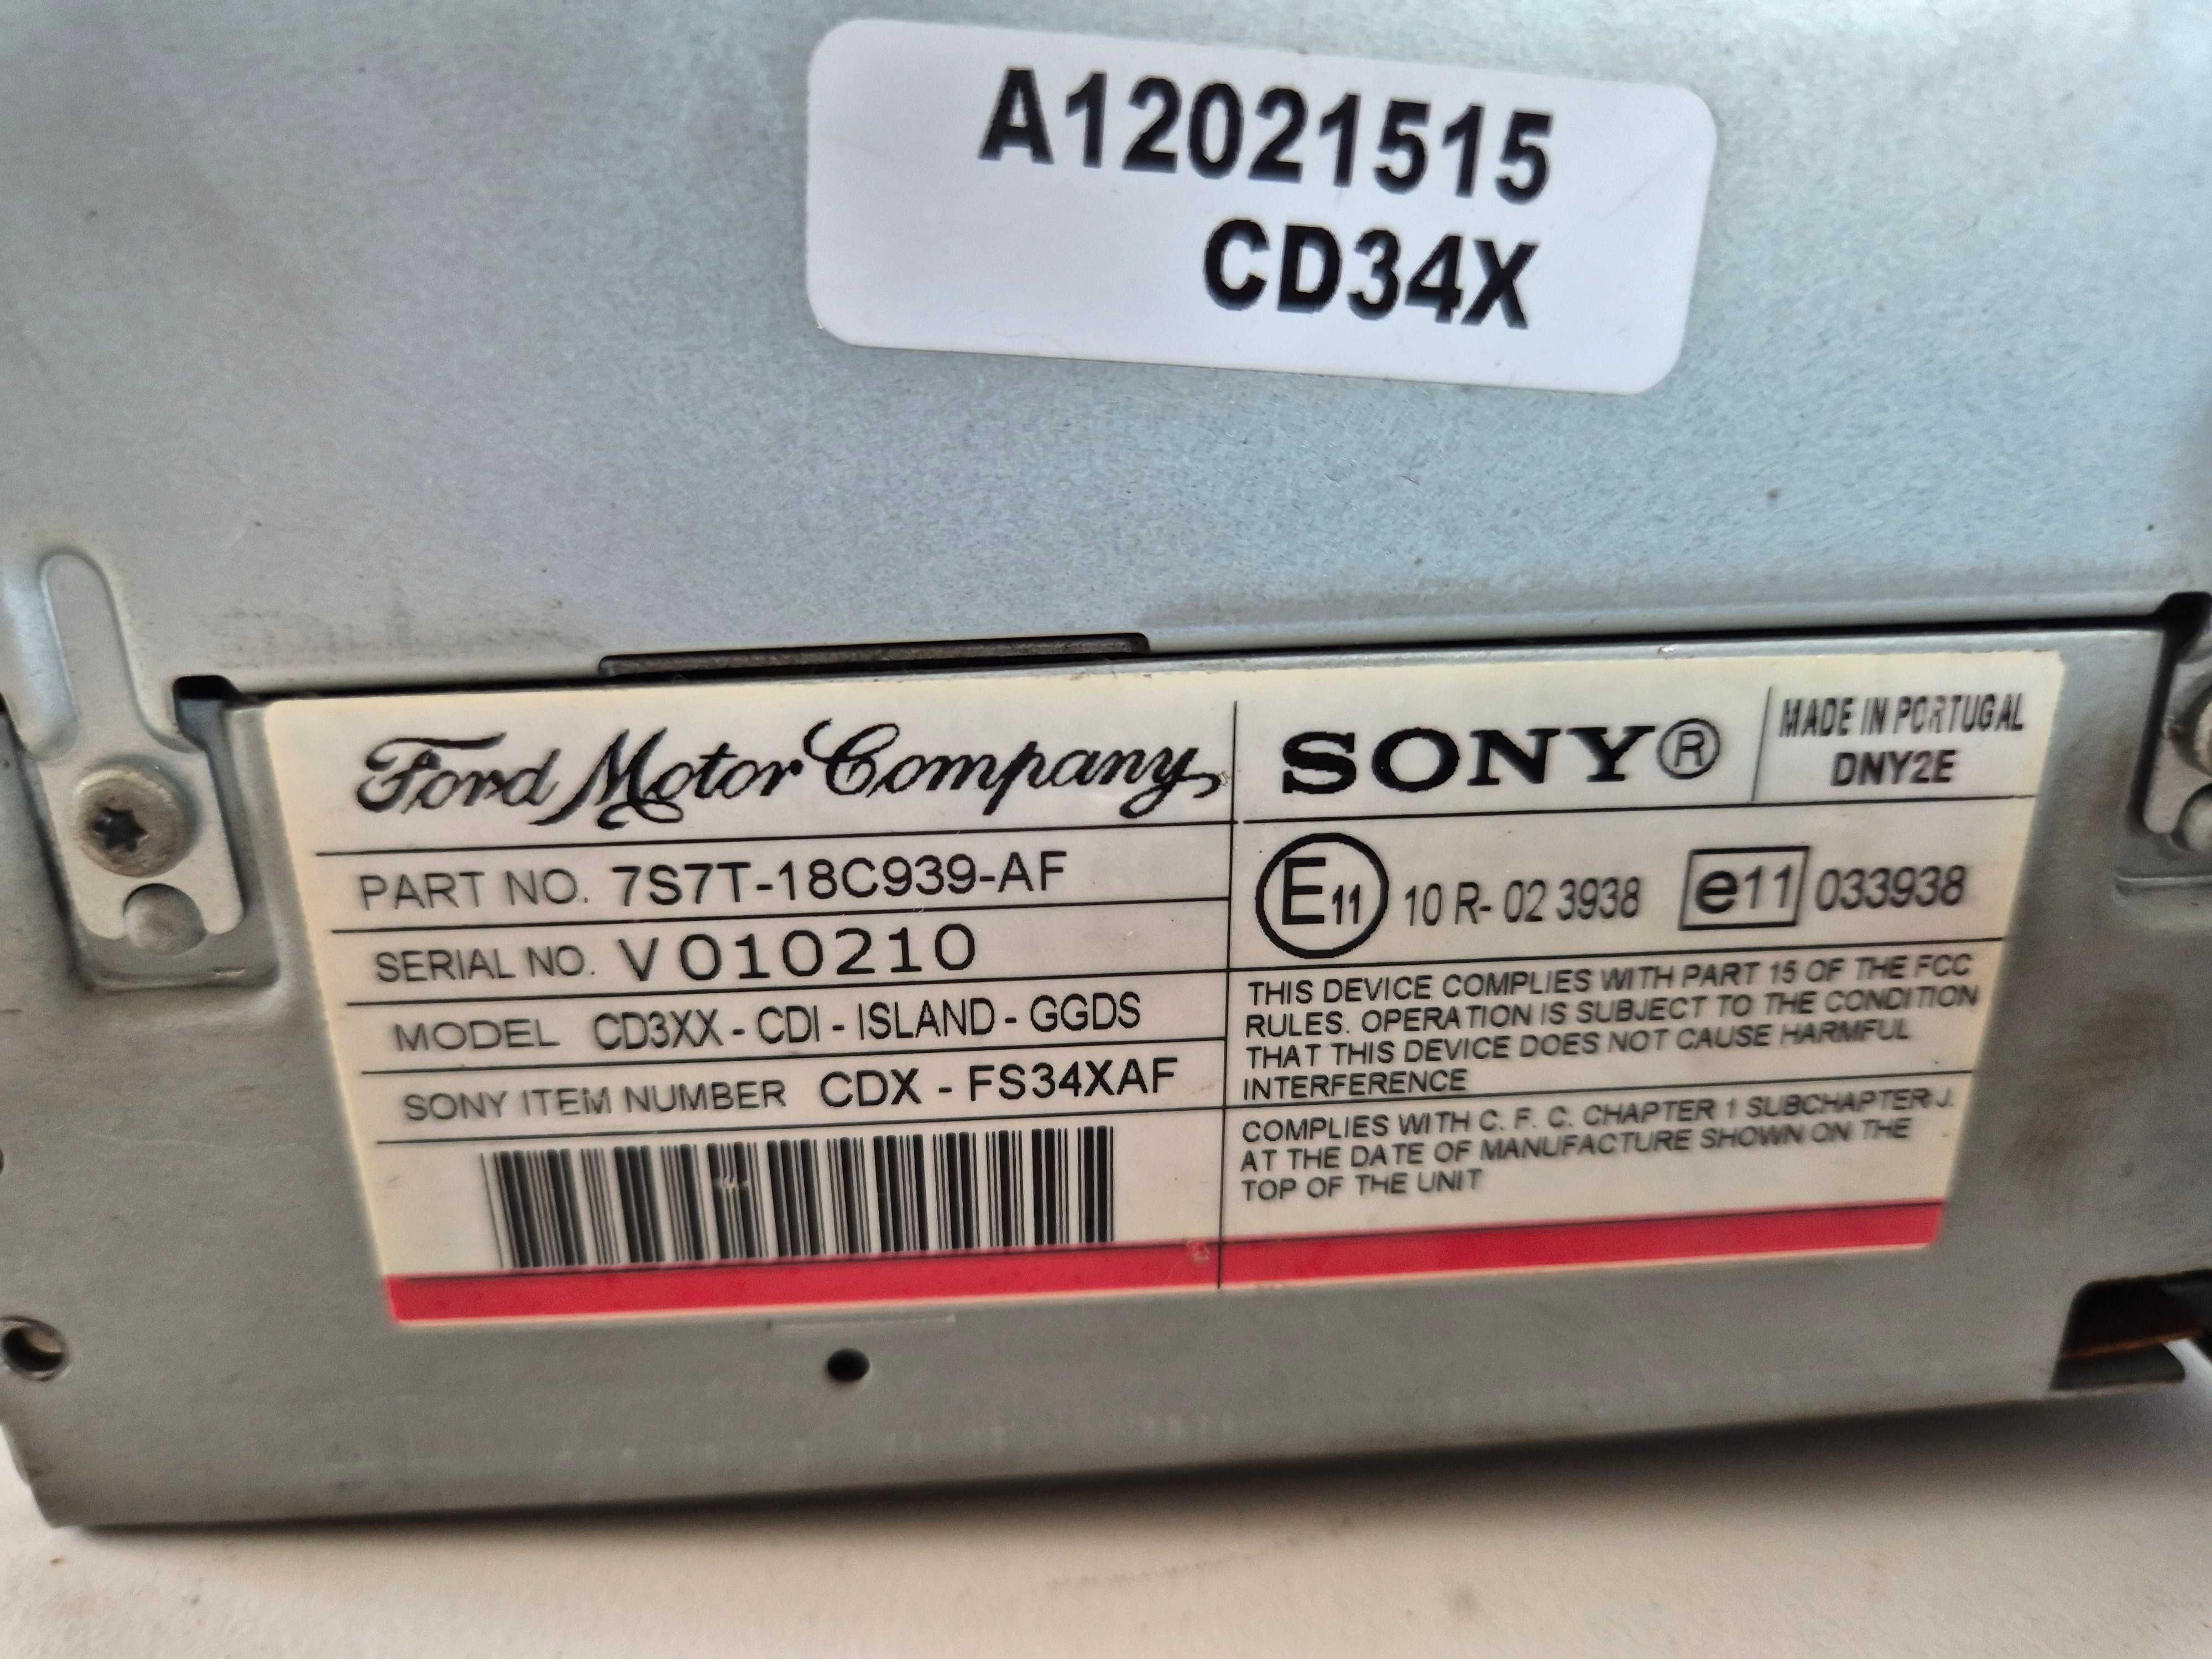 A12021515
CD34X
Ford Motor Company
PART NO. 7S7T-18C939-AF
SERIAL NO. V 010210
MODEL CD3XX - CDI - ISLAND - GGDS
SONY ITEM NUMBER CDX - FS34XAF
SONY®
MADE IN PORTUGAL
DNY2E
E11 10 R- 02 3938 e11 033938
THIS DEVICE COMPLIES WITH PART 15 OF THE FCC
RULES. OPERATION IS SUBJECT TO THE CONDITION
THAT THIS DEVICE DOES NOT CAUSE HARMFUL
INTERFERENCE
COMPLIES WITH C. F. C. CHAPTER 1 SUBCHAPTER J.
AT THE DATE OF MANUFACTURE SHOWN ON THE
TOP OF THE UNIT